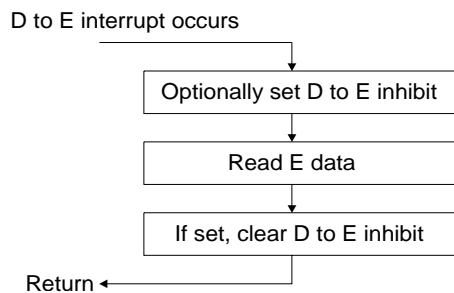 D to E interrupt occurs
Optionally set D to E inhibit
Read E data
If set, clear D to E inhibit
Return